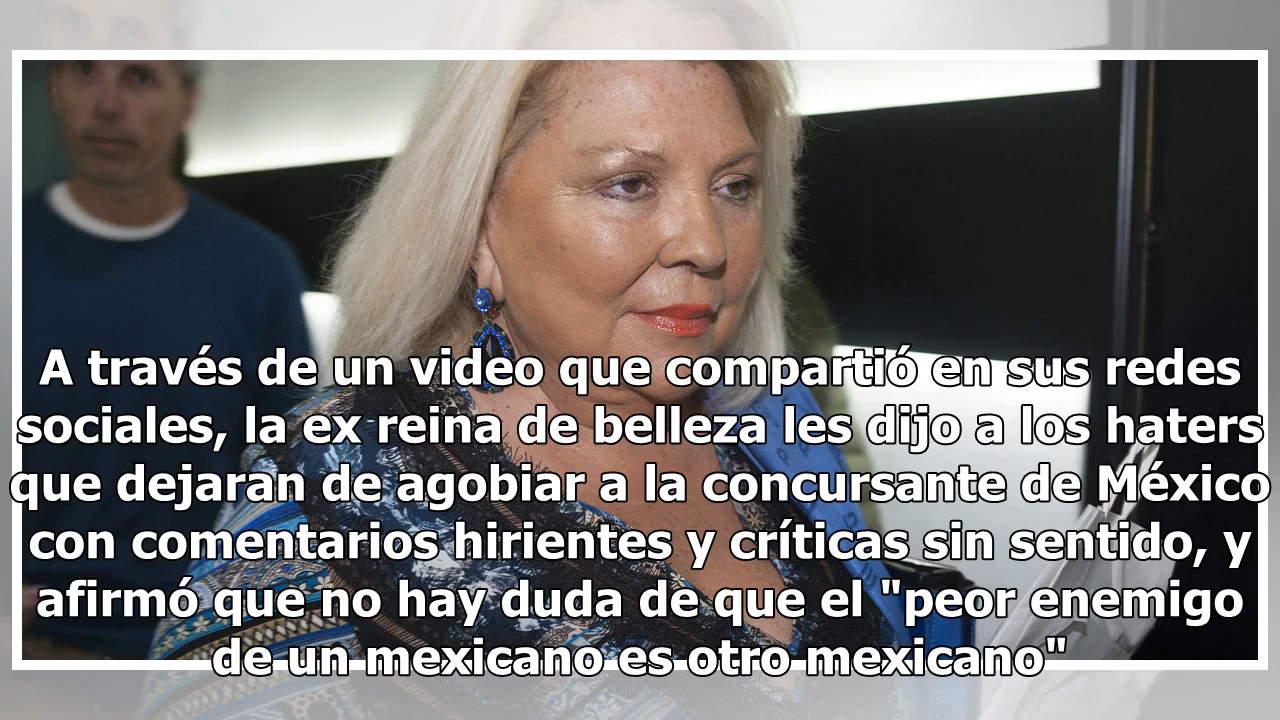 A través de un video que compartió en sus redes
sociales, la ex reina de belleza les dijo a los haters
que dejaran de agobiar a la concursante de México
con comentarios hirientes y críticas sin sentido, y
afirmó que no hay duda de que el "peor enemigo
de un mexicano es otro mexicano"